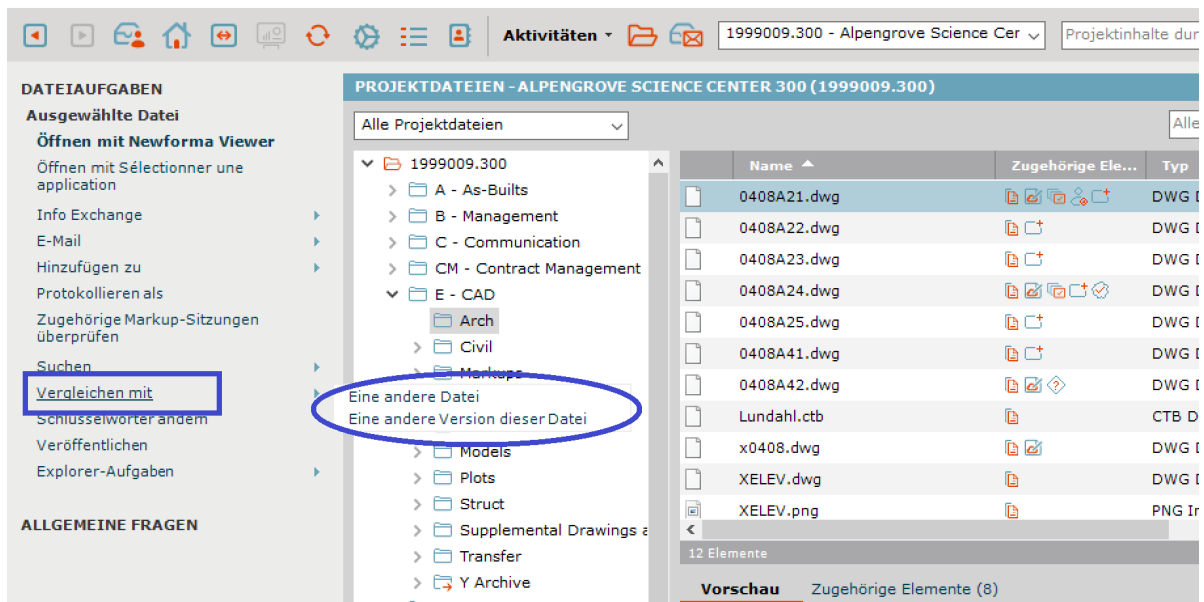 Aktivitäten
1999009.300 - Alpengrove Science Cer
Projektinhalte dur
DATEIAUFGABEN
Ausgewählte Datei
Öffnen mit Newforma Viewer
Öffnen mit Sélectionner une
application
Info Exchange
E-Mail
Hinzufügen zu
Protokollieren als
Zugehörige Markup-Sitzungen
überprüfen
Suchen
Vergleichen mit
Schlüsselwörter ändern
Veröffentlichen
Explorer-Aufgaben
ALLGEMEINE FRAGEN
Eine andere Datei
Eine andere Version dieser Datei
PROJEKTDATEIEN - ALPENGROVE SCIENCE CENTER 300 (1999009.300)
Alle Projektdateien
Alle
1999009.300
A - As-Builts
B - Management
C - Communication
CM - Contract Management
E - CAD
Arch
Civil
Markups
Models
Plots
Struct
Supplemental Drawings a
Transfer
Y Archive
Name Zugehörige Ele... Typ
0408A21.dwg DWG D
0408A22.dwg DWG D
0408A23.dwg DWG D
0408A24.dwg DWG D
0408A25.dwg DWG D
0408A41.dwg DWG D
0408A42.dwg DWG D
Lundahl.ctb CTB D
x0408.dwg DWG D
XELEV.dwg DWG D
XELEV.png PNG In
12 Elemente
Vorschau Zugehörige Elemente (8)